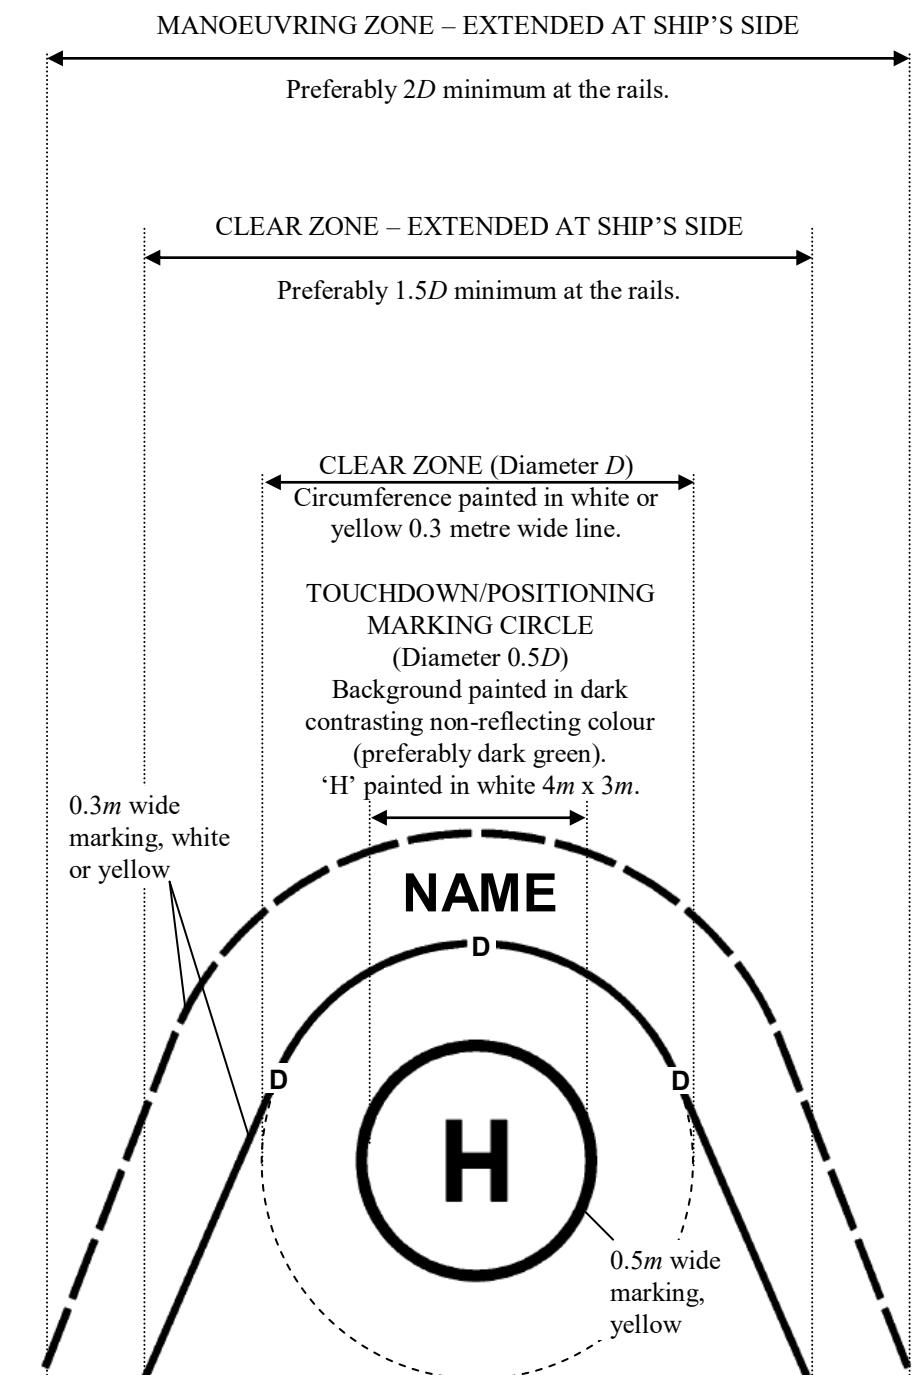 MANOEUVRING ZONE – EXTENDED AT SHIP’S SIDE
Preferably 2D minimum at the rails.
CLEAR ZONE – EXTENDED AT SHIP’S SIDE
Preferably 1.5D minimum at the rails.
CLEAR ZONE (Diameter D)
Circumference painted in white or
yellow 0.3 metre wide line.
TOUCHDOWN/POSITIONING
MARKING CIRCLE
(Diameter 0.5D)
Background painted in dark
contrasting non-reflecting colour
(preferably dark green).
‘H’ painted in white 4m x 3m.
0.3m wide
marking, white
or yellow
NAME
D
D
D
H
0.5m wide
marking,
yellow